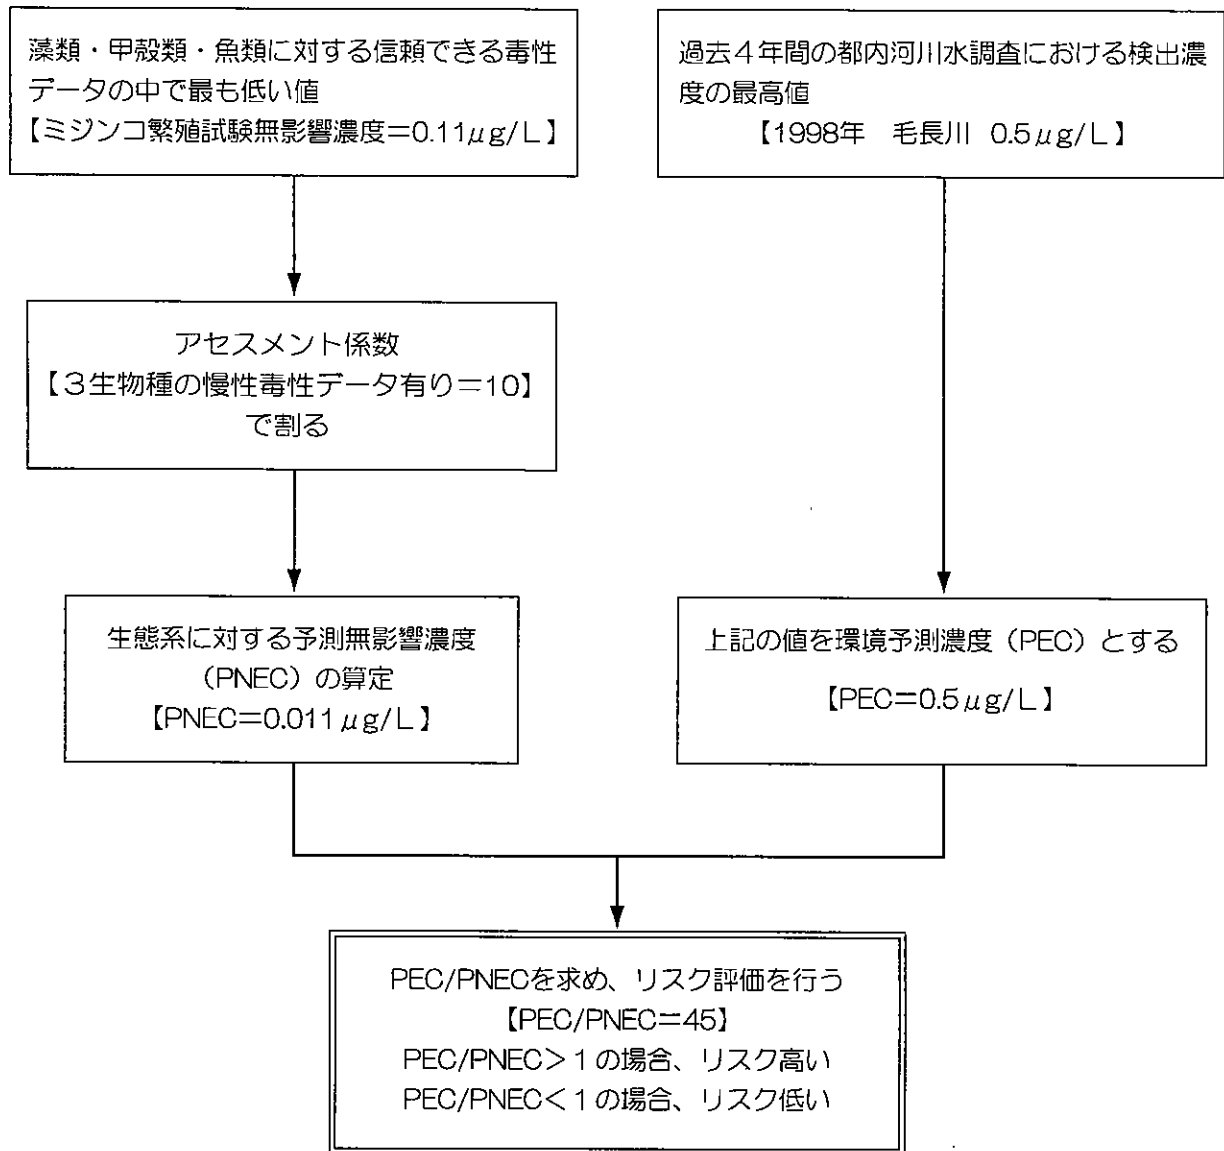 藻類・甲殻類・魚類に対する信頼できる毒性
データの中で最も低い値
【ミジンコ繁殖試験無影響濃度＝0.11μg/L】
過去４年間の都内河川水調査における検出濃
度の最高値
【1998年　毛長川　0.5μg/L】
アセスメント係数
【３生物種の慢性毒性データ有り＝10】
で割る
生態系に対する予測無影響濃度
（PNEC）の算定
【PNEC＝0.011μg/L】
上記の値を環境予測濃度（PEC）とする
【PEC＝0.5μg/L】
PEC/PNECを求め、リスク評価を行う
【PEC/PNEC＝45】
PEC/PNEC＞１の場合、リスク高い
PEC/PNEC＜１の場合、リスク低い